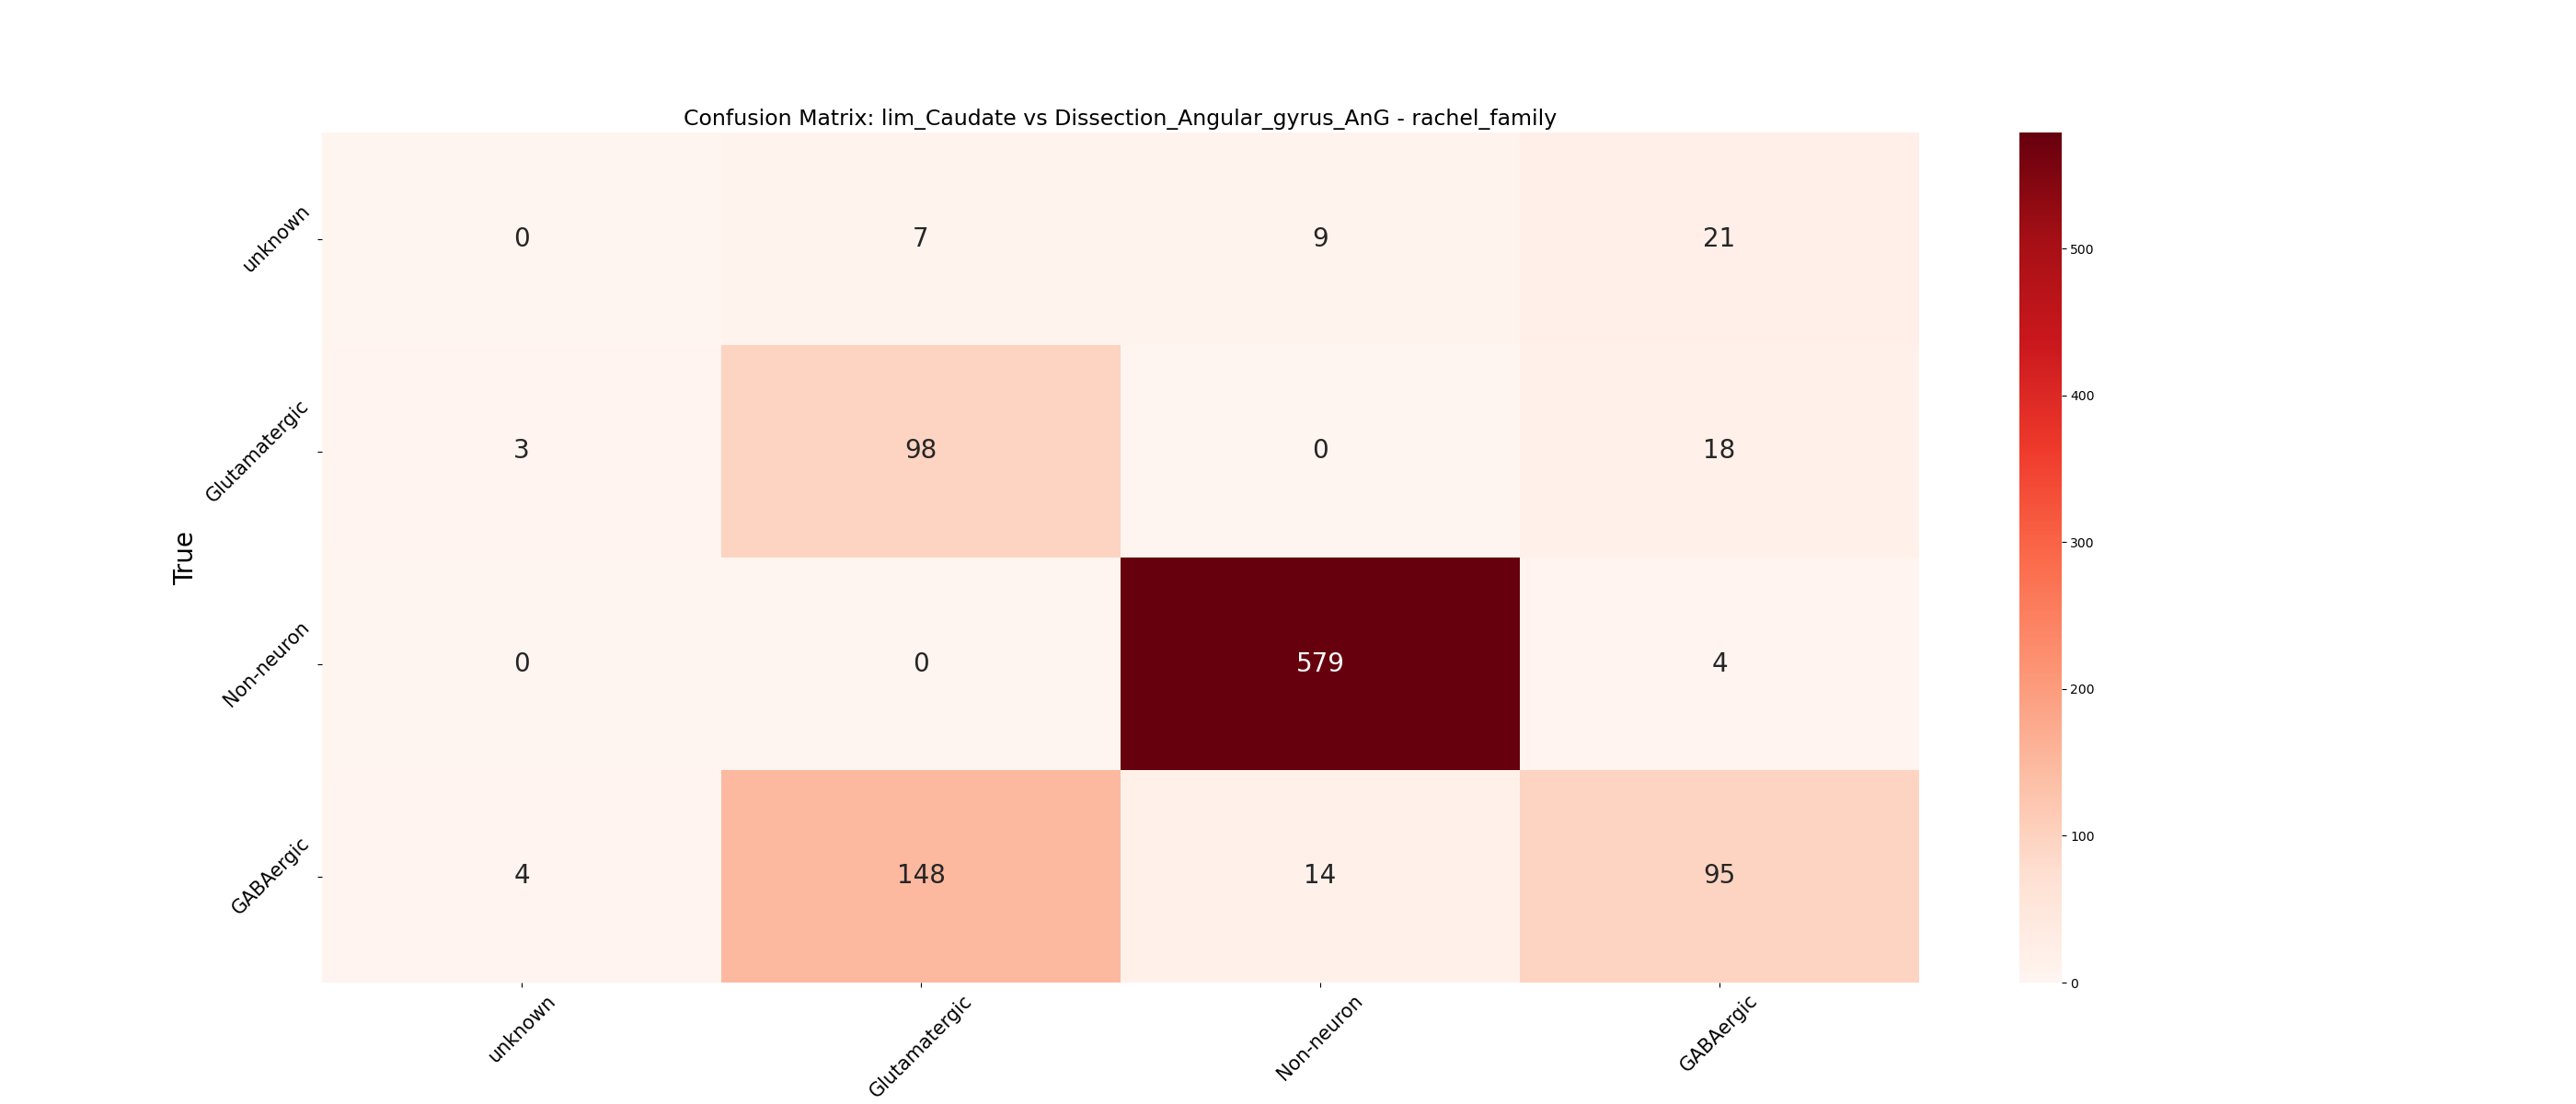 Confusion Matrix: lim_Caudate vs Dissection_Angular_gyrus_AnG - rachel_family
unknown 0 7 9 21
Glutamatergic 3 98 0 18
Non-neuron 0 0 579 4
GABAergic 4 148 14 95
True
unknown Glutamatergic Non-neuron GABAergic
500
400
300
200
100
0